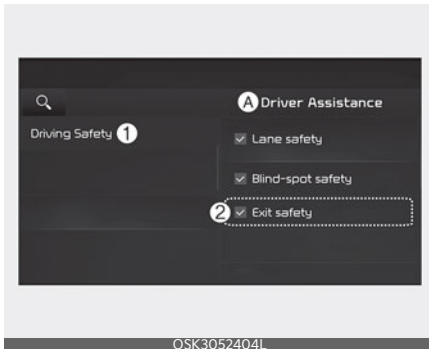 A Driver Assistance
Driving Safety 1
Lane safety
Blind-spot safety
2 Exit safety
OSK3052404L